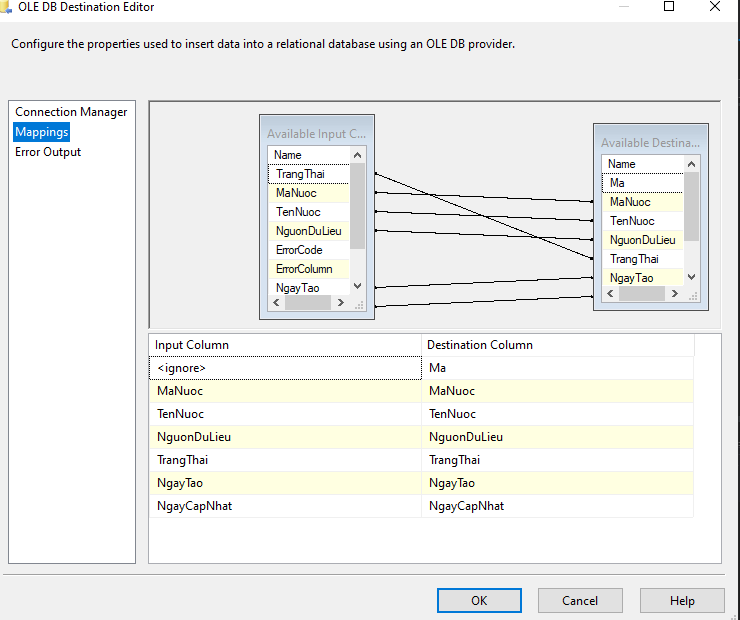 OLE DB Destination Editor
Configure the properties used to insert data into a relational database using an OLE DB provider.
Connection Manager
Mappings
Error Output
Available Input C...
Name
TrangThai
MaNuoc
TenNuoc
NguonDuLieu
ErrorCode
ErrorColumn
NgayTao
Available Destina...
Name
Ma
MaNuoc
TenNuoc
NguonDuLieu
TrangThai
NgayTao
Input Column Destination Column
<ignore> Ma
MaNuoc MaNuoc
TenNuoc TenNuoc
NguonDuLieu NguonDuLieu
TrangThai TrangThai
NgayTao NgayTao
NgayCapNhat NgayCapNhat
OK Cancel Help